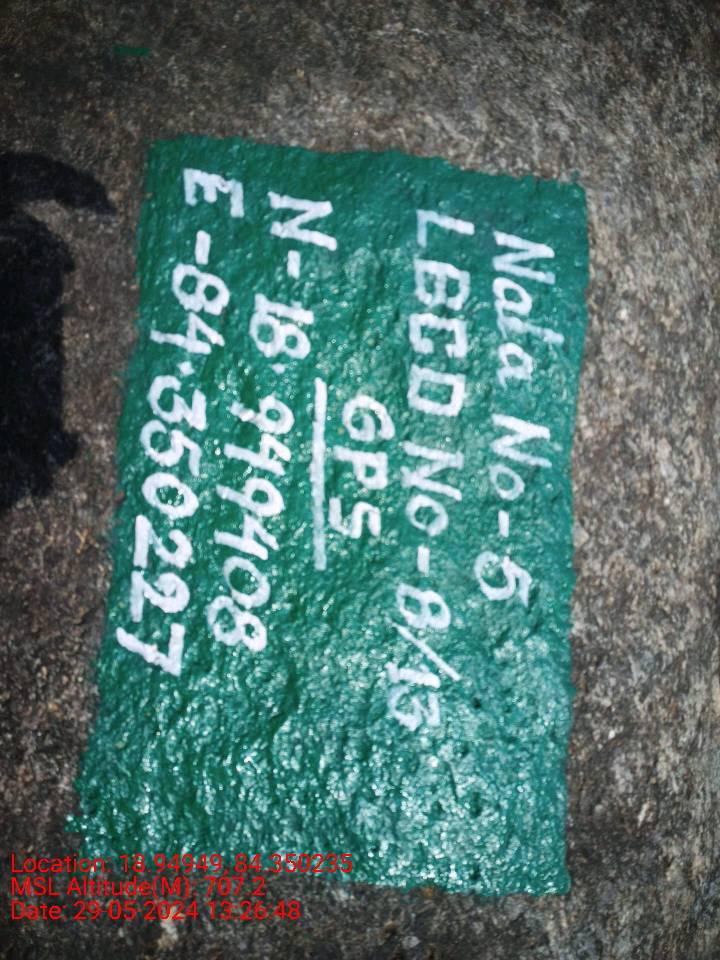 Nala No-5
LBCD No-8/13
GPS
N-18.949408
E-84.350227
Location: 18.94949, 84.350235
MSL Altitude(M): 707.2
Date: 29-05-2024 13:26:48